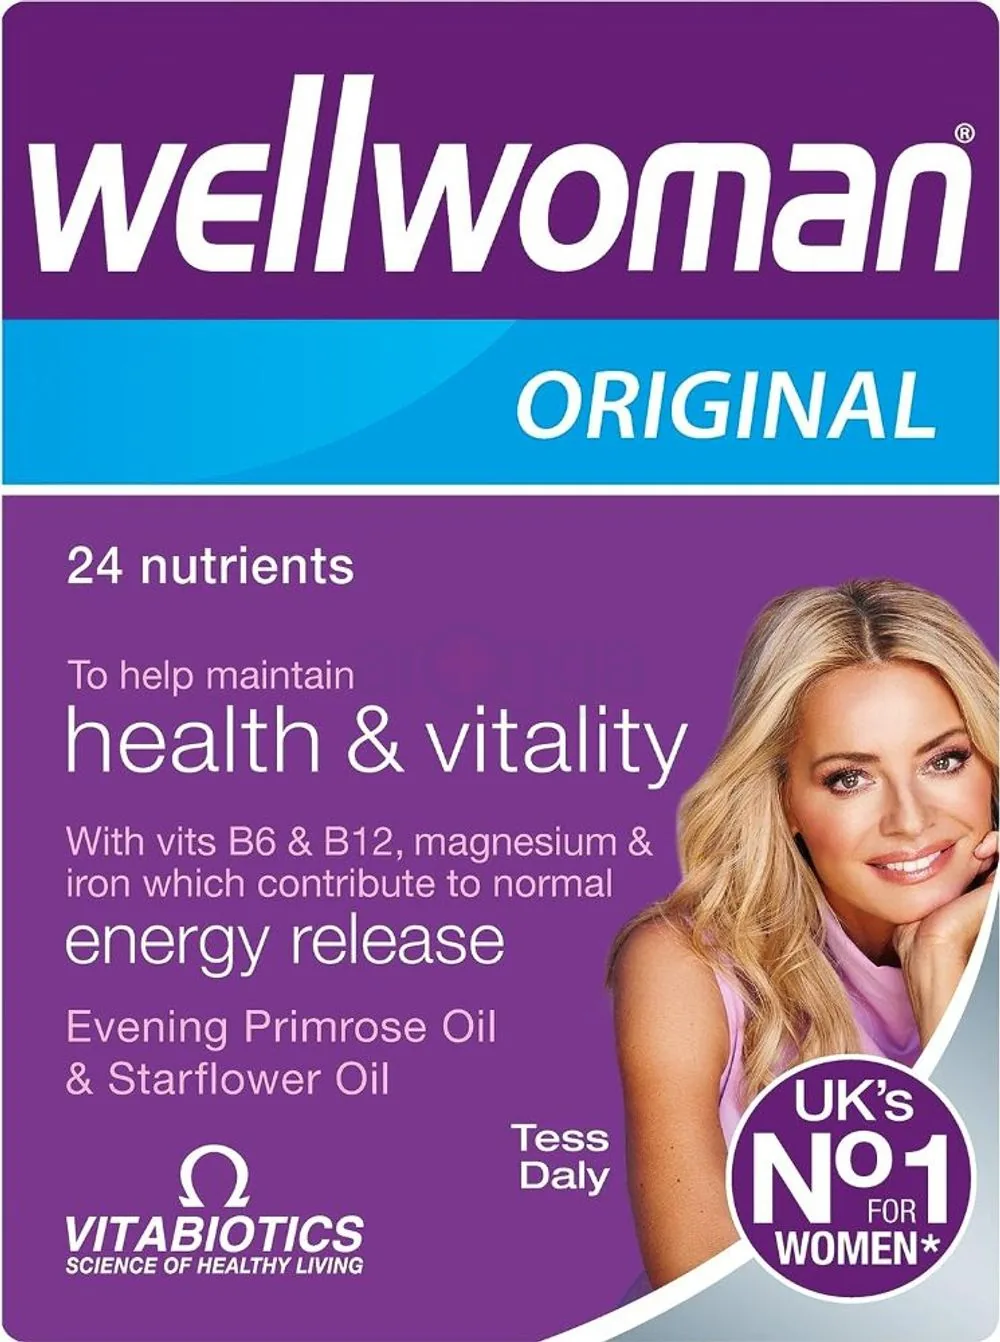 wellwoman®
ORIGINAL
24 nutrients
To help maintain
health & vitality
With vits B6 & B12, magnesium &
iron which contribute to normal
energy release
Evening Primrose Oil
& Starflower Oil
Tess
Daly
UK's
Nº1
FOR
WOMEN*
VITABIOTICS
SCIENCE OF HEALTHY LIVING